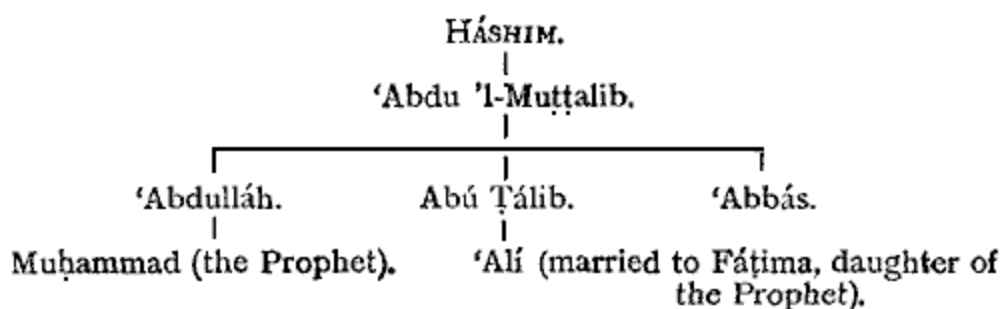 HÁSHIM.
‘Abdu ’l-Muṭṭalib.
‘Abdulláh. Abú Ṭálib. ‘Abbás.
Muḥammad (the Prophet). ‘Alí (married to Fáṭima, daughter of
the Prophet).